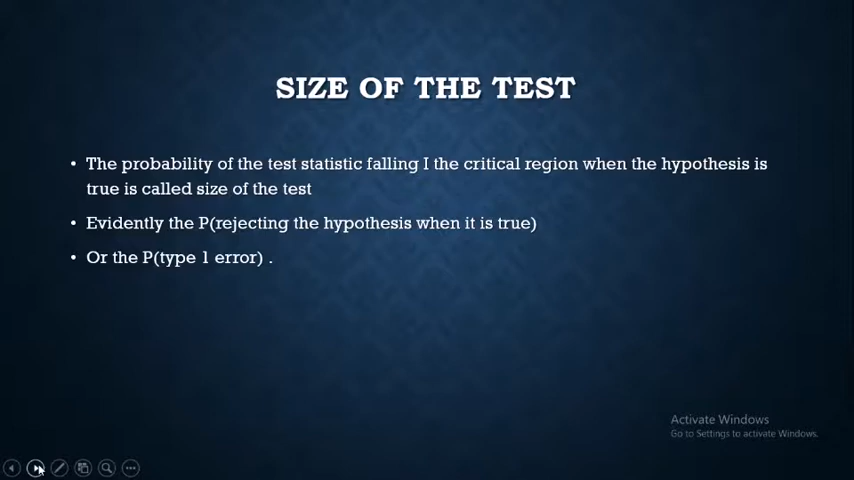 SIZE OF THE TEST
• The probability of the test statistic falling I the critical region when the hypothesis is
true is called size of the test
• Evidently the P(rejecting the hypothesis when it is true)
• Or the P(type 1 error) .
Activate Windows
Go to Settings to activate Windows.